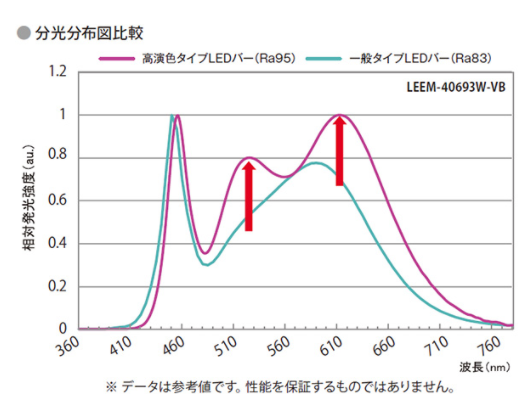 ● 分光分布図比較
高演色タイプLEDバー(Ra95) 一般タイプLEDバー(Ra83)
LEEM-40693W-VB
相対発光強度(au.)
1.2
1
0.8
0.6
0.4
0.2
0
360 410 460 510 560 610 660 710 760
波長(nm)
※ データは参考値です。性能を保証するものではありません。